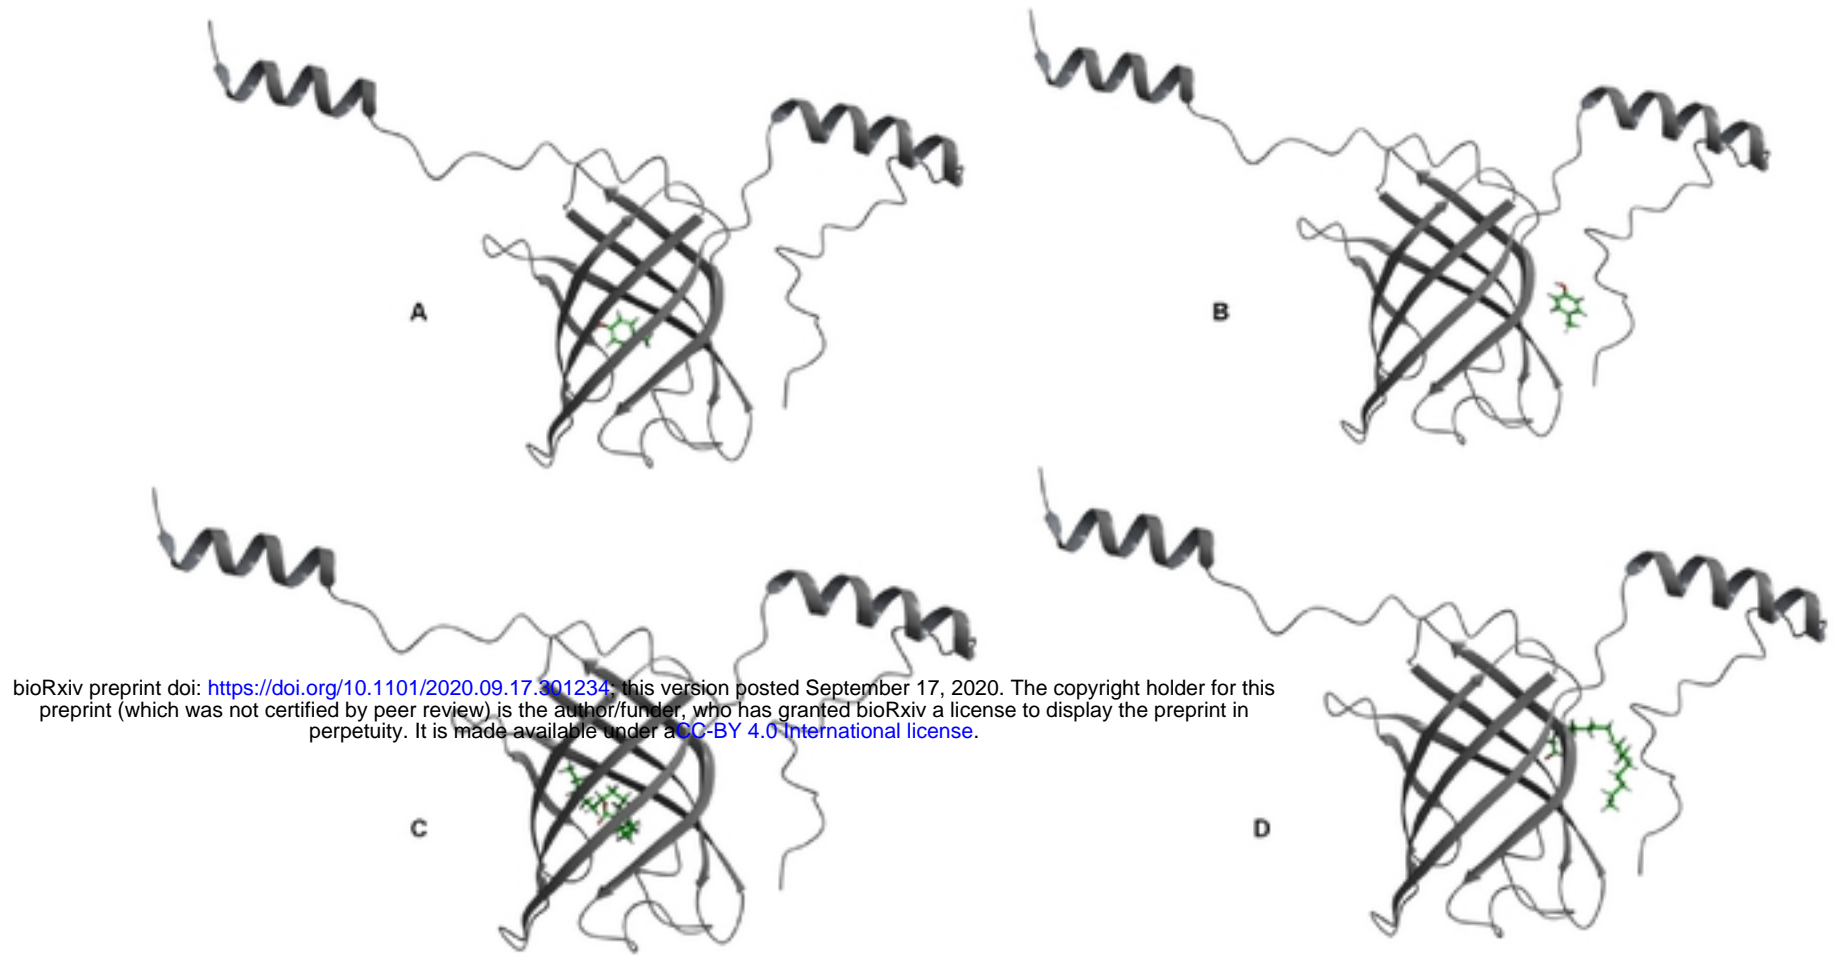 A
B
bioRxiv preprint doi: https://doi.org/10.1101/2020.09.17.301234; this version posted September 17, 2020. The copyright holder for this
preprint (which was not certified by peer review) is the author/funder, who has granted bioRxiv a license to display the preprint in
perpetuity. It is made available under aCC-BY 4.0 International license.
C
D